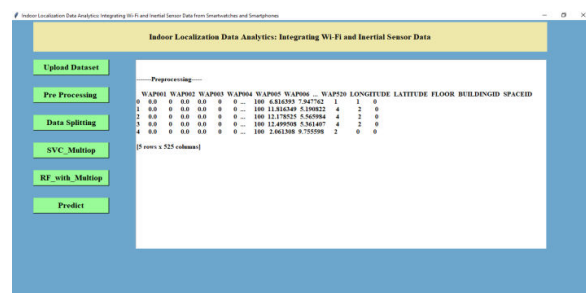 Indoor Localization Data Analytics: Integrating Wi-Fi and Inertial Sensor Data from Smartwatches and Smartphones
Indoor Localization Data Analytics: Integrating Wi-Fi and Inertial Sensor Data
Upload Dataset
Pre Processing
Data Splitting
SVC_Multiop
RF_with_Multiop
Predict
------Preprocessing-----
WAP001 WAP002 WAP003 WAP004 WAP005 WAP006 ... WAP520 LONGITUDE LATITUDE FLOOR BUILDINGID SPACEID
0 0.0 0 0.0 0.0 0 0 ... 100 6.816393 7.947762 1 1 0
1 0.0 0 0.0 0.0 0 0 ... 100 11.816349 5.190822 4 2 0
2 0.0 0 0.0 0.0 0 0 ... 100 12.178525 5.565984 4 2 0
3 0.0 0 0.0 0.0 0 0 ... 100 12.499508 5.361407 4 2 0
4 0.0 0 0.0 0.0 0 0 ... 100 2.061308 9.755598 2 0 0
[5 rows x 525 columns]